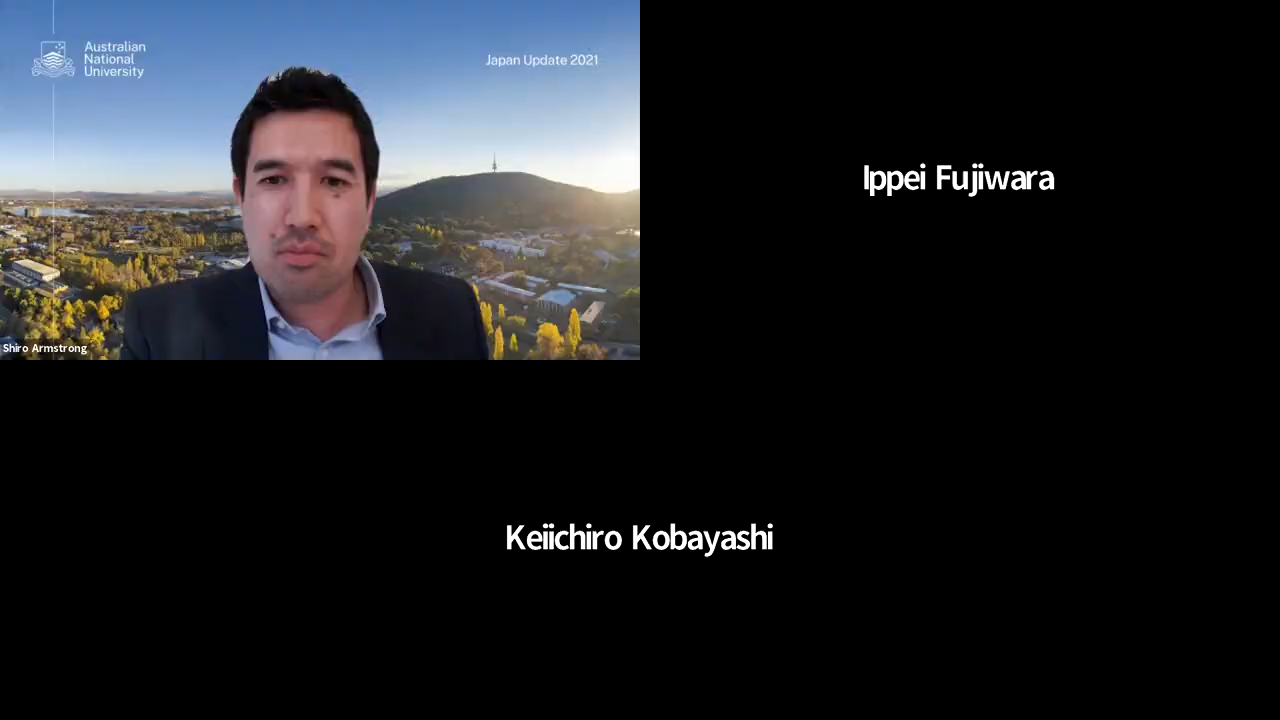 Australian
National
University
Japan Update 2021
Ippei Fujiwara
Shiro Armstrong
Keiichiro Kobayashi